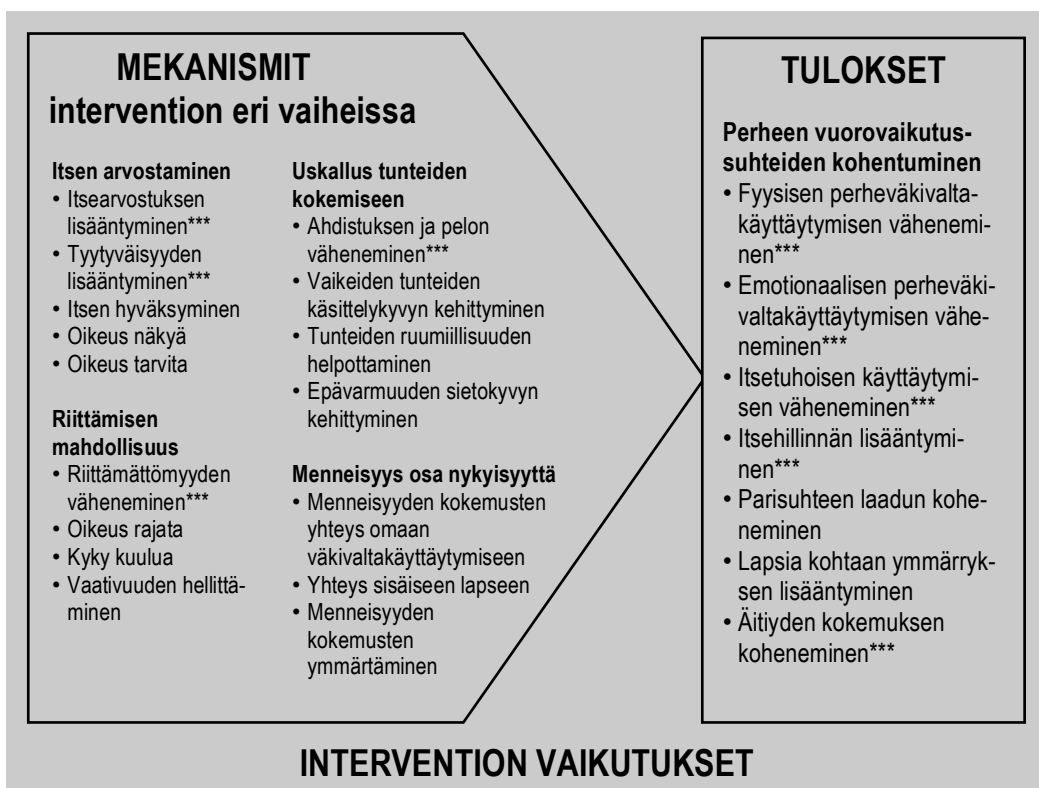 MEKANISMIT
intervention eri vaiheissa
Itsen arvostaminen
• Itsearvostuksen
lisääntyminen***
• Tyytyväisyyden
lisääntyminen***
• Itsen hyväksyminen
• Oikeus näkyä
• Oikeus tarvita
Riittämisen
mahdollisuus
• Riittämättömyyden
väheneminen***
• Oikeus rajata
• Kyky kuulua
• Vaativuuden hellittä-
minen
Uskallus tunteiden
kokemiseen
• Ahdistuksen ja pelon
väheneminen***
• Vaikeiden tunteiden
käsittelykyvyn kehittyminen
• Tunteiden ruumiillisuuden
helpottaminen
• Epävarmuuden sietokyvyn
kehittyminen
Menneisyys osa nykyisyyttä
• Menneisyyden kokemusten
yhteys omaan
väkivaltakäyttäytymiseen
• Yhteys sisäiseen lapseen
• Menneisyyden
kokemusten
ymmärtäminen
TULOKSET
Perheen vuorovaikutus-
suhteiden kohentuminen
• Fyysisen perheväkivalta-
käyttäytymisen vähenemi-
nen***
• Emotionaalisen perheväki-
valtakäyttäytymisen vähe-
neminen***
• Itsetuhoisen käyttäytymi-
sen väheneminen***
• Itsehillinnän lisääntymi-
nen***
• Parisuhteen laadun kohe-
neminen
• Lapsia kohtaan ymmärryk-
sen lisääntyminen
• Äitiyden kokemuksen
koheneminen***
INTERVENTION VAIKUTUKSET